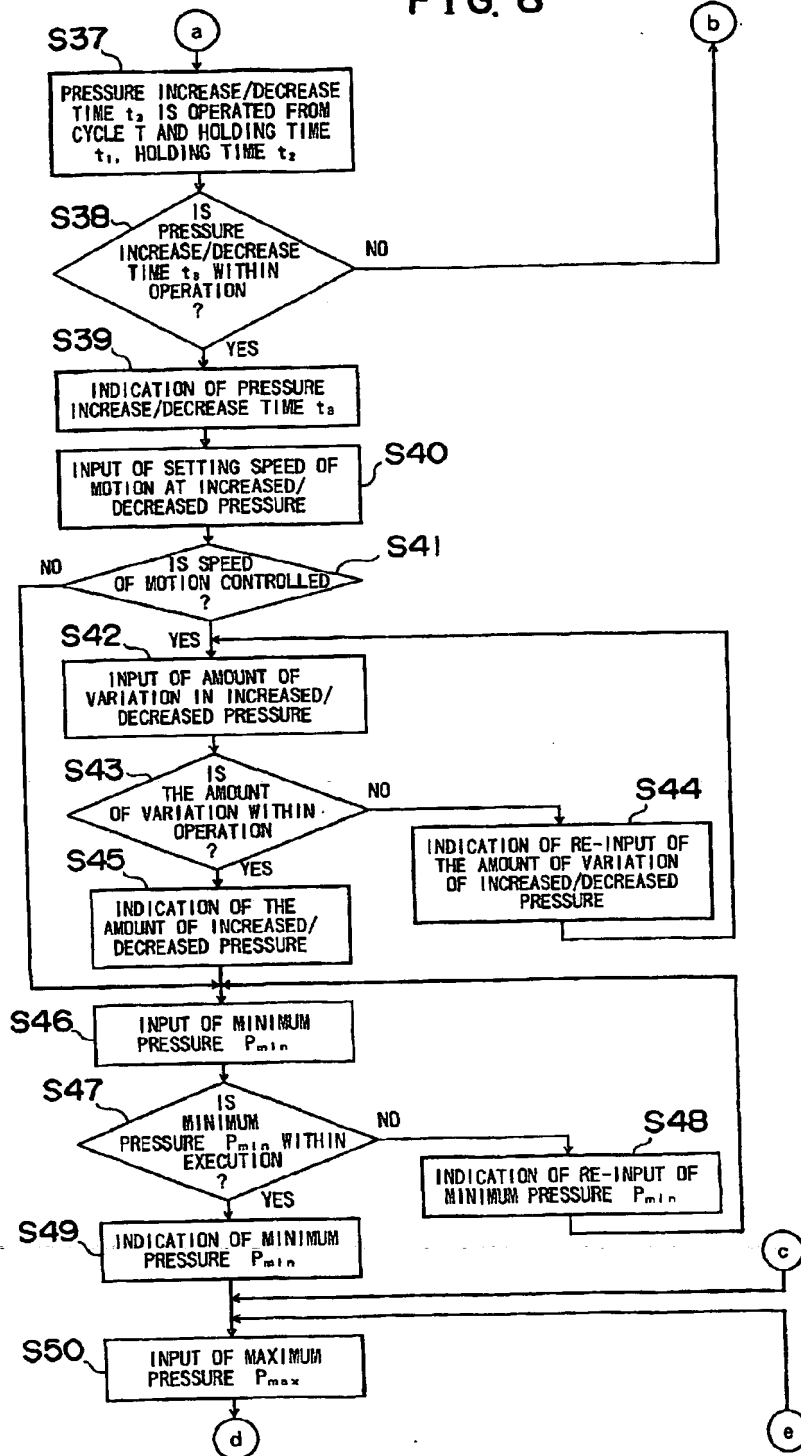 FIG. 8
a
b
S37
PRESSURE INCREASE/DECREASE
TIME t₃ IS OPERATED FROM
CYCLE T AND HOLDING TIME
t₁, HOLDING TIME t₂
S38
IS
PRESSURE
INCREASE/DECREASE
TIME t₃ WITHIN
OPERATION
?
NO
YES
S39
INDICATION OF PRESSURE
INCREASE/DECREASE TIME t₃
S40
INPUT OF SETTING SPEED OF
MOTION AT INCREASED/
DECREASED PRESSURE
S41
IS SPEED
OF MOTION CONTROLLED
?
NO
YES
S42
INPUT OF AMOUNT OF
VARIATION IN INCREASED/
DECREASED PRESSURE
S43
IS
THE AMOUNT
OF VARIATION WITHIN
OPERATION
?
NO
YES
S44
INDICATION OF RE-INPUT OF
THE AMOUNT OF VARIATION
OF INCREASED/DECREASED
PRESSURE
S45
INDICATION OF THE
AMOUNT OF INCREASED/
DECREASED PRESSURE
S46
INPUT OF MINIMUM
PRESSURE Pmin
S47
IS
MINIMUM
PRESSURE Pmin WITHIN
EXECUTION
?
NO
YES
S48
INDICATION OF RE-INPUT OF
MINIMUM PRESSURE Pmin
S49
INDICATION OF MINIMUM
PRESSURE Pmin
c
S50
INPUT OF MAXIMUM
PRESSURE Pmax
d
e